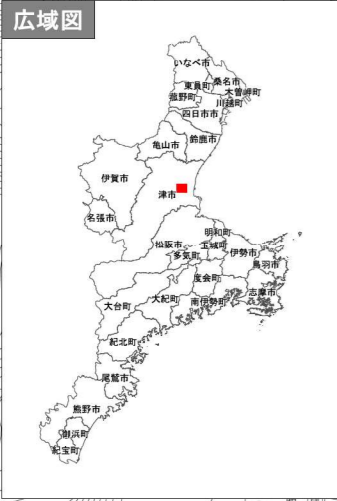 広域図
いなべ市
東員町
桑名市
木曽岬町
菰野町
川越町
四日市市
亀山市
鈴鹿市
伊賀市
津市
名張市
松阪市
明和町
玉城町
多気町
伊勢市
鳥羽市
度会町
大台町
大紀町
南伊勢町
志摩市
紀北町
尾鷲市
熊野市
御浜町
紀宝町